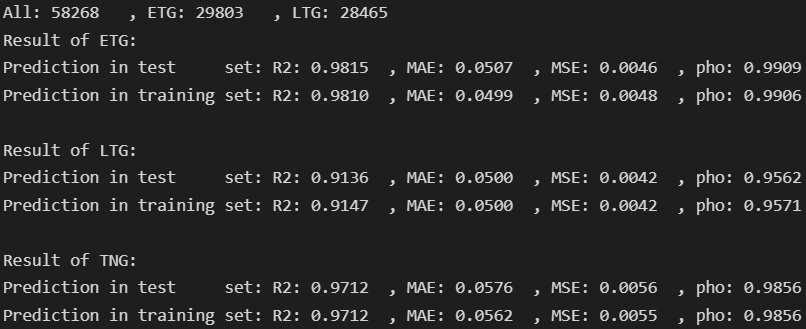 All: 58268   , ETG: 29803   , LTG: 28465
Result of ETG:
Prediction in test     set: R2: 0.9815  , MAE: 0.0507  , MSE: 0.0046  , pho: 0.9909
Prediction in training set: R2: 0.9810  , MAE: 0.0499  , MSE: 0.0048  , pho: 0.9906
Result of LTG:
Prediction in test     set: R2: 0.9136  , MAE: 0.0500  , MSE: 0.0042  , pho: 0.9562
Prediction in training set: R2: 0.9147  , MAE: 0.0500  , MSE: 0.0042  , pho: 0.9571
Result of TNG:
Prediction in test     set: R2: 0.9712  , MAE: 0.0576  , MSE: 0.0056  , pho: 0.9856
Prediction in training set: R2: 0.9712  , MAE: 0.0562  , MSE: 0.0055  , pho: 0.9856